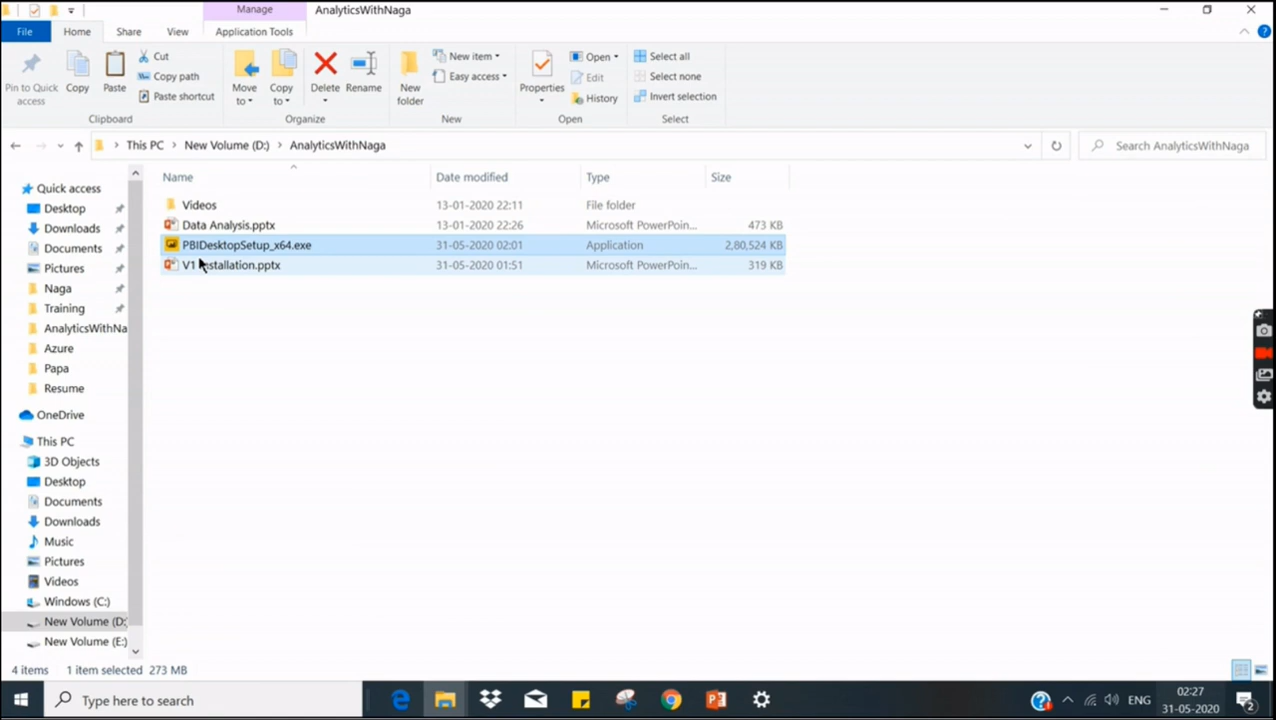 Manage AnalyticsWithNaga
File Home Share View Application Tools
Pin to Quick access
Copy
Paste
Cut
Copy path
Paste shortcut
Clipboard
Move to
Copy to
Delete
Rename
Organize
New folder
New item
Easy access
New
Properties
Open
Edit
History
Open
Select all
Select none
Invert selection
Select
This PC > New Volume (D:) > AnalyticsWithNaga
Search AnalyticsWithNaga
Name Date modified Type Size
Videos 13-01-2020 22:11 File folder
Data Analysis.pptx 13-01-2020 22:26 Microsoft PowerPoin... 473 KB
PBIDesktopSetup_x64.exe 31-05-2020 02:01 Application 2,80,524 KB
V1 stallation.pptx 31-05-2020 01:51 Microsoft PowerPoin... 319 KB
Quick access
Desktop
Downloads
Documents
Pictures
Naga
Training
AnalyticsWithNa
Azure
Papa
Resume
OneDrive
This PC
3D Objects
Desktop
Documents
Downloads
Music
Pictures
Videos
Windows (C:)
New Volume (D:
New Volume (E:)
4 items 1 item selected 273 MB
Type here to search
ENG
02:27
31-05-2020
2